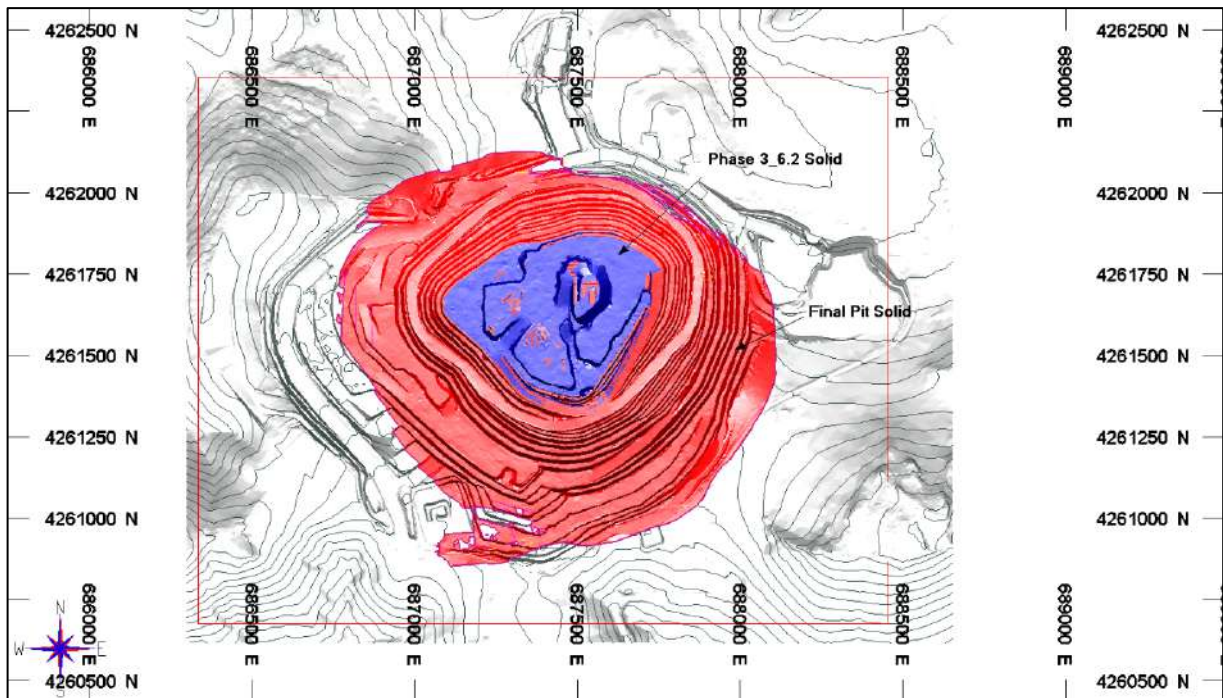 4262500 N
4262500 N
686000 E
686500 E
687000 E
687500 E
688000 E
688500 E
689000 E
Phase 3_6.2 Solid
4262000 N
4262000 N
4261750 N
4261750 N
Final Pit Solid
4261500 N
4261500 N
4261250 N
4261250 N
4261000 N
4261000 N
686000 E
686500 E
687000 E
687500 E
688000 E
688500 E
689000 E
N
W E
S
4260500 N
4260500 N